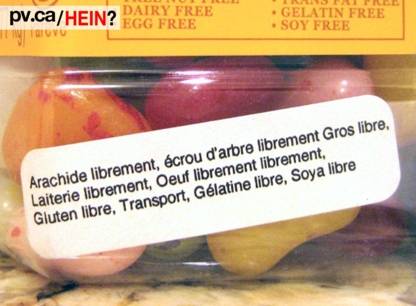 pv.ca/HEIN?
DAIRY FREE
EGG FREE
• TRANS FAT FREE
• GELATIN FREE
• SOY FREE
Arachide librement, écrou d'arbre librement Gros libre,
Laiterie librement, Oeuf librement librement,
Gluten libre, Transport, Gélatine libre, Soya libre